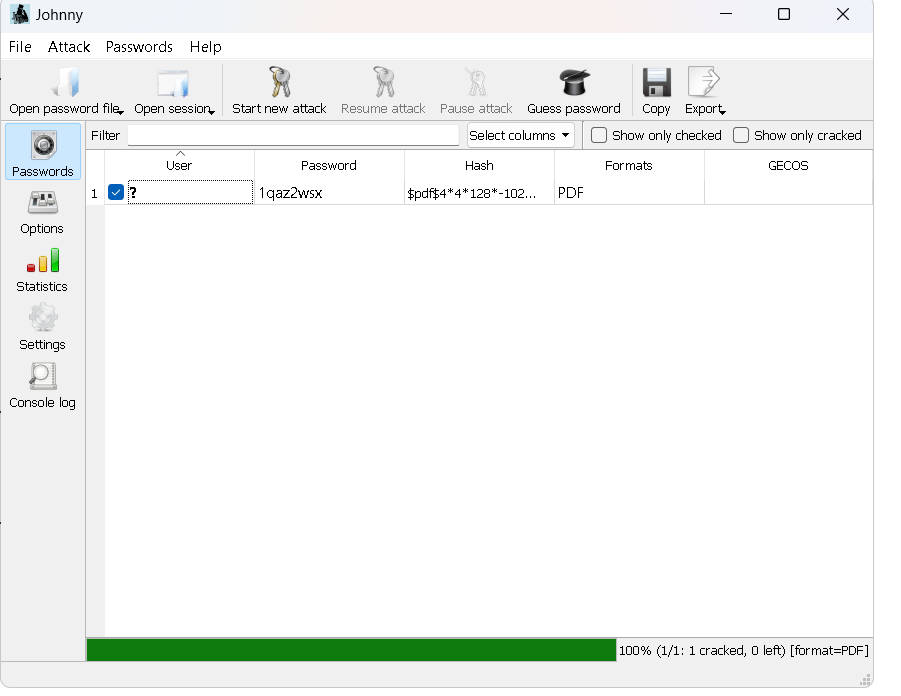 Johnny
File Attack Passwords Help
Open password file Open session Start new attack Resume attack Pause attack Guess password Copy Export
Filter Select columns Show only checked Show only cracked
Passwords
User Password Hash Formats GECOS
1 ? 1qaz2wsx $pdf$4*4*128*-102... PDF
Options
Statistics
Settings
Console log
100% (1/1: 1 cracked, 0 left) [format=PDF]